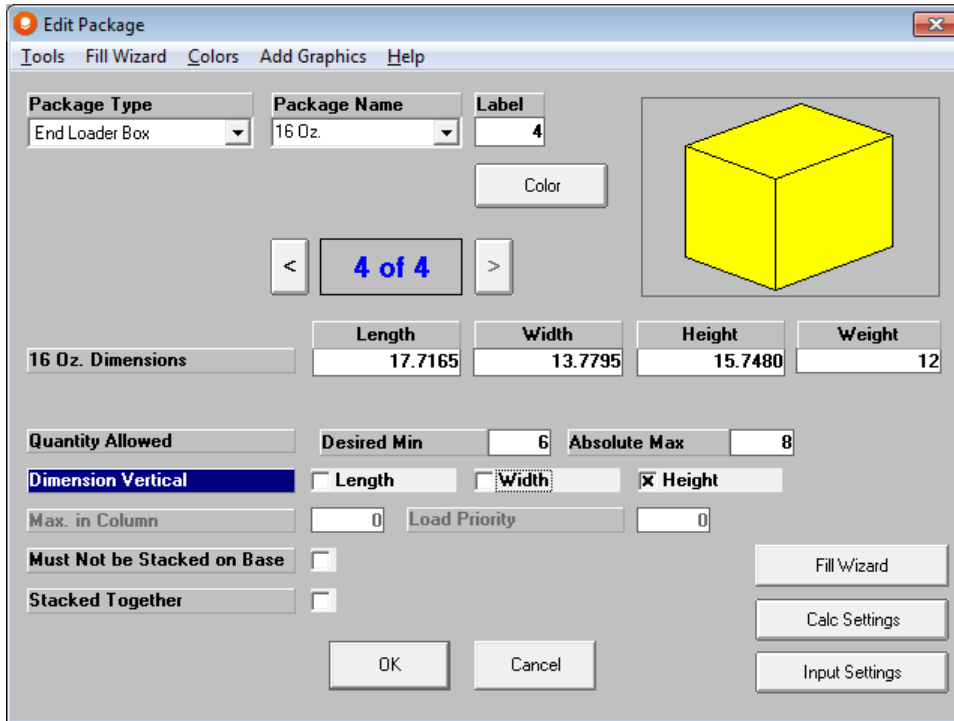 Edit Package
Tools Fill Wizard Colors Add Graphics Help
Package Type Package Name Label
End Loader Box 16 Oz. 4
Color
< 4 of 4 >
Length Width Height Weight
16 Oz. Dimensions 17.7165 13.7795 15.7480 12
Quantity Allowed Desired Min 6 Absolute Max 8
Dimension Vertical Length Width Height
Max. in Column 0 Load Priority 0
Must Not be Stacked on Base
Fill Wizard
Stacked Together
Calc Settings
OK Cancel Input Settings